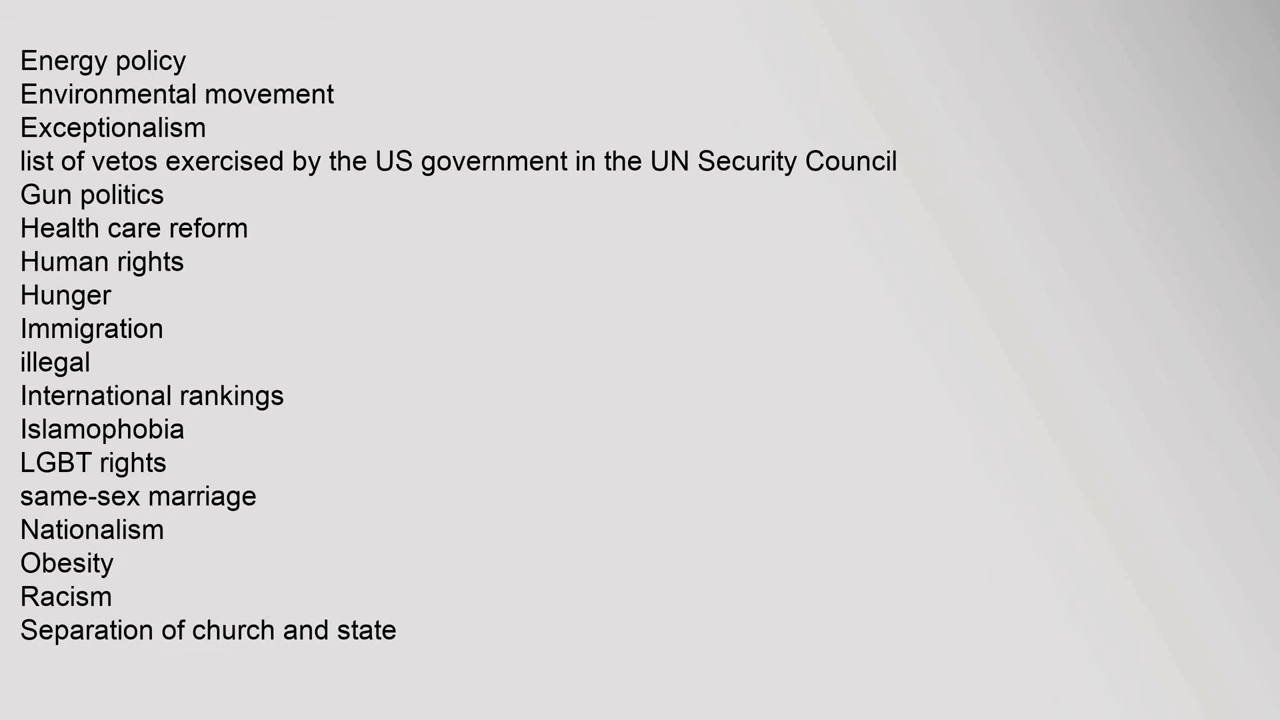 Energy policy
Environmental movement
Exceptionalism
list of vetos exercised by the US government in the UN Security Council
Gun politics
Health care reform
Human rights
Hunger
Immigration
illegal
International rankings
Islamophobia
LGBT rights
same-sex marriage
Nationalism
Obesity
Racism
Separation of church and state